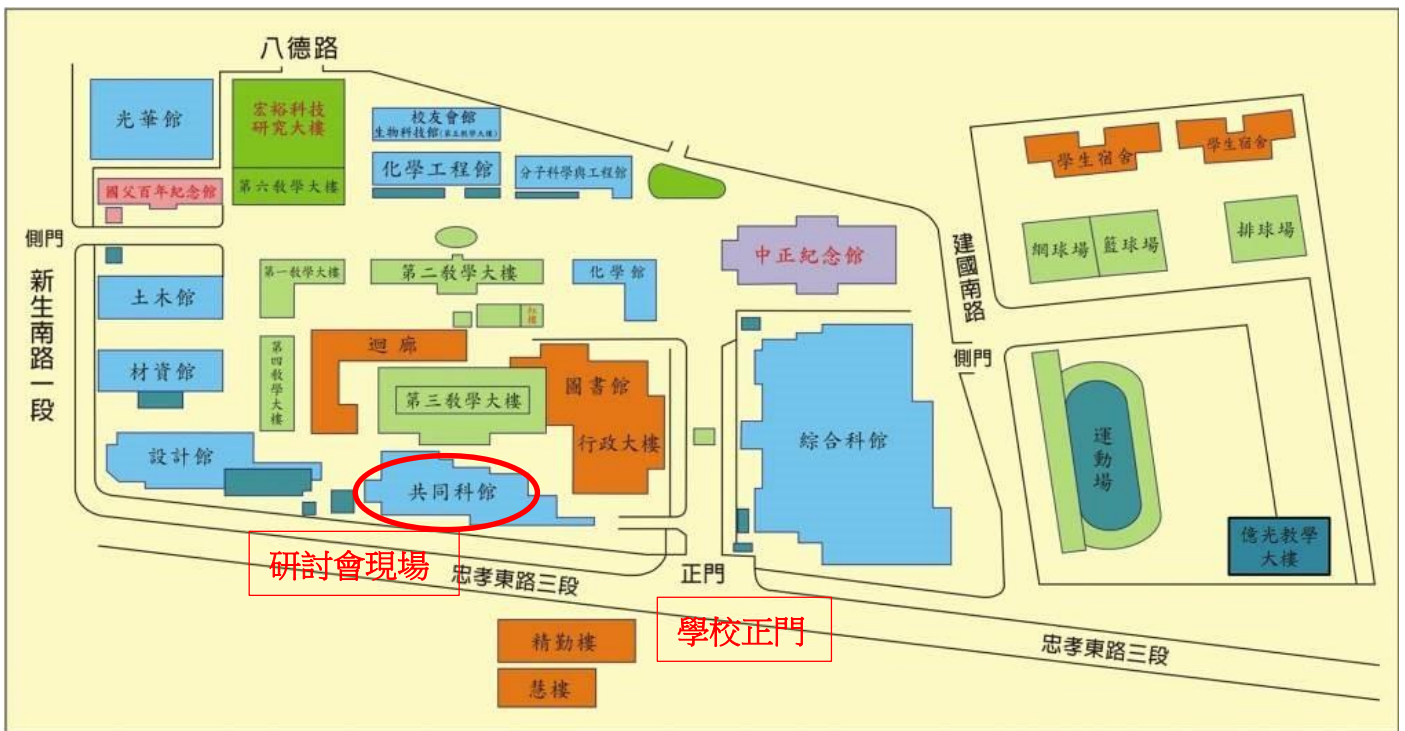 八德路
光華館
宏裕科技
研究大樓
校友會館
生物科技館(第五教學大樓)
化學工程館
分子科學與工程館
學生宿舍
學生宿舍
國父百年紀念館
第六教學大樓
側門
新生南路一段
土木館
第一教學大樓
第二教學大樓
化學館
中正紀念館
建國南路
網球場
籃球場
排球場
紅樓
材資館
第四教學大樓
迴廊
第三教學大樓
圖書館
行政大樓
側門
綜合科館
運動場
設計館
共同科館
億光教學
大樓
研討會現場
忠孝東路三段
正門
學校正門
精勤樓
慧樓
忠孝東路三段